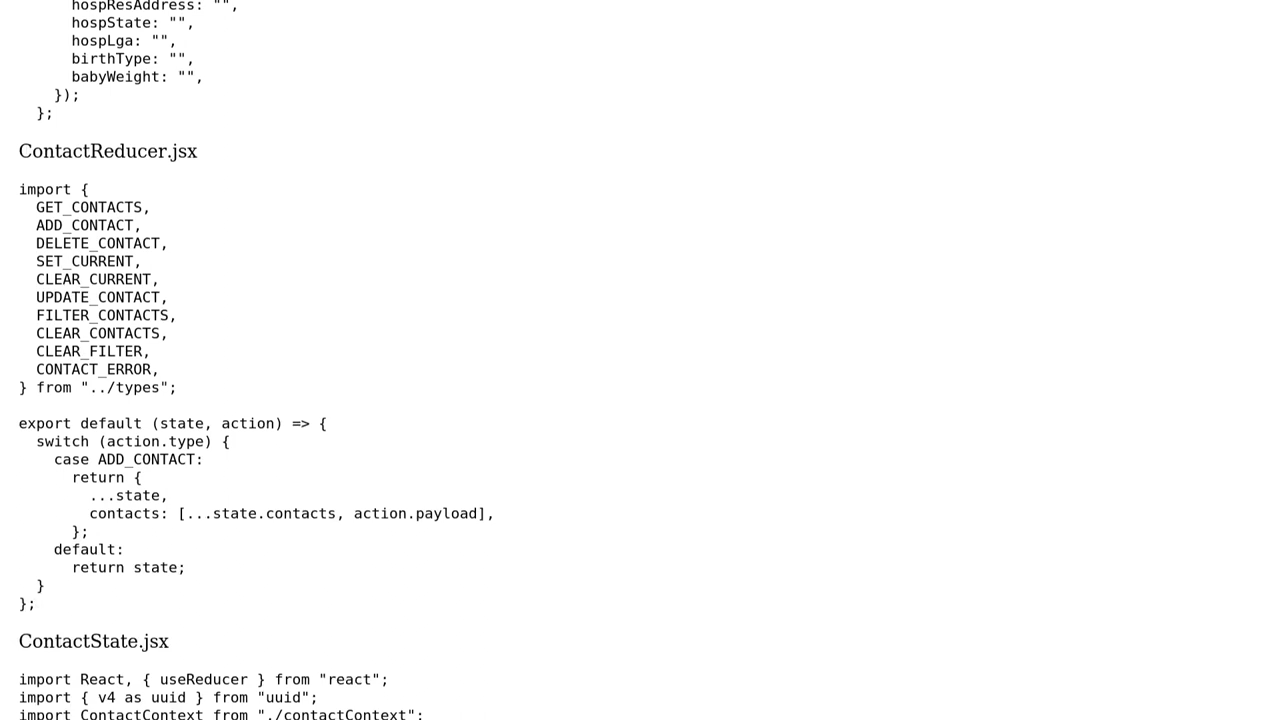 hospResAddress: "",
hospState: "",
hospLga: "",
birthType: "",
babyWeight: "",
});
};
ContactReducer.jsx
import {
GET_CONTACTS,
ADD_CONTACT,
DELETE_CONTACT,
SET_CURRENT,
CLEAR_CURRENT,
UPDATE_CONTACT,
FILTER_CONTACTS,
CLEAR_CONTACTS,
CLEAR_FILTER,
CONTACT_ERROR,
} from "../types";
export default (state, action) => {
switch (action.type) {
case ADD_CONTACT:
return {
...state,
contacts: [...state.contacts, action.payload],
};
default:
return state;
}
};
ContactState.jsx
import React, { useReducer } from "react";
import { v4 as uuid } from "uuid";
import ContactContext from "./contactContext";